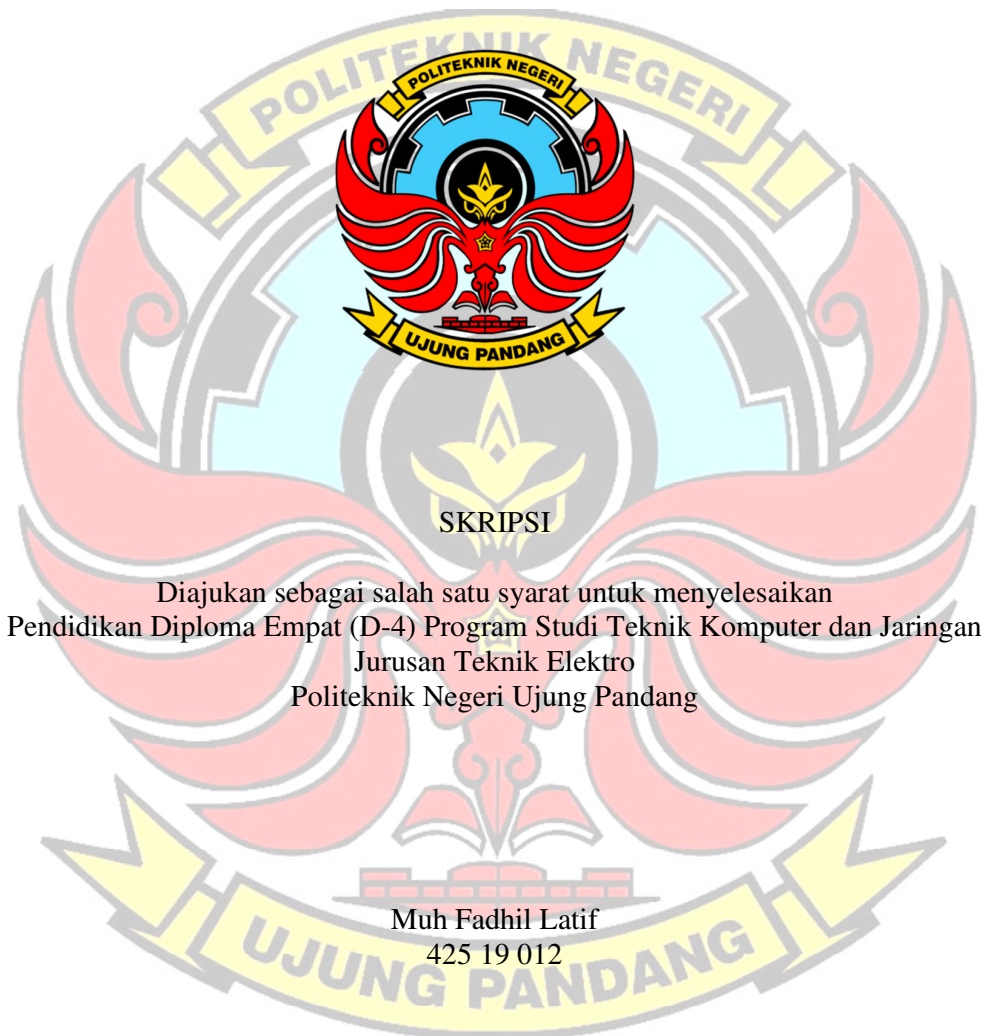 POLITEKNIK NEGERI
POLITEKNIK NEGERI
UJUNG PANDANG
SKRIPSI
Diajukan sebagai salah satu syarat untuk menyelesaikan
Pendidikan Diploma Empat (D-4) Program Studi Teknik Komputer dan Jaringan
Jurusan Teknik Elektro
Politeknik Negeri Ujung Pandang
Muh Fadhil Latif
425 19 012
UJUNG PANDANG